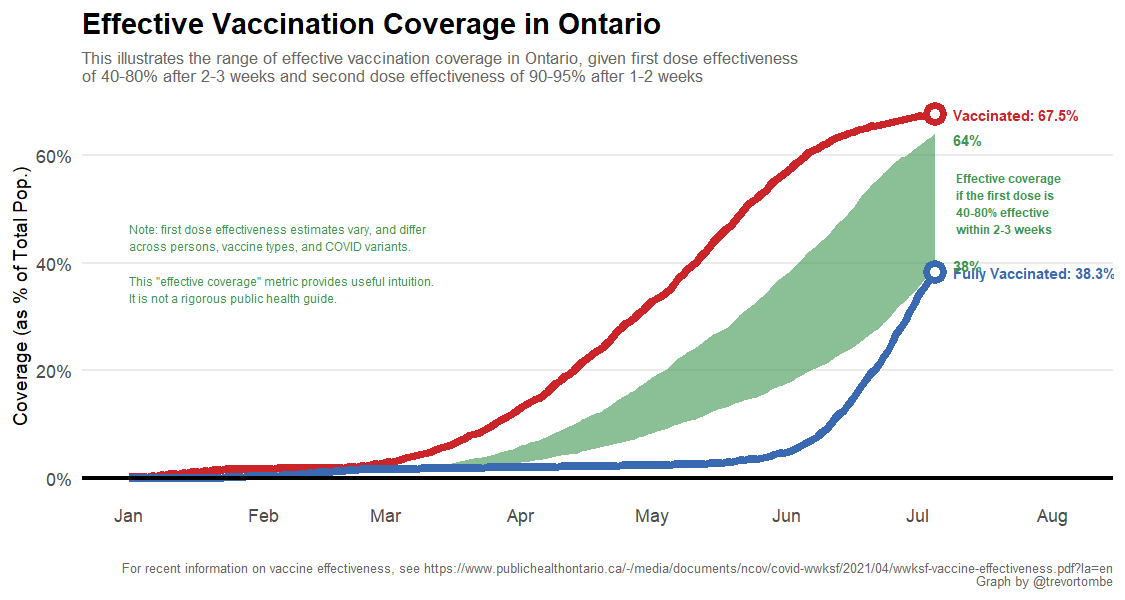 Effective Vaccination Coverage in Ontario
This illustrates the range of effective vaccination coverage in Ontario, given first dose effectiveness
of 40-80% after 2-3 weeks and second dose effectiveness of 90-95% after 1-2 weeks
Coverage (as % of Total Pop.)
60%
40%
20%
0%
Note: first dose effectiveness estimates vary, and differ
across persons, vaccine types, and COVID variants.
This "effective coverage" metric provides useful intuition.
It is not a rigorous public health guide.
Vaccinated: 67.5%
64%
Effective coverage
if the first dose is
40-80% effective
within 2-3 weeks
38%
Fully Vaccinated: 38.3%
Jan Feb Mar Apr May Jun Jul Aug
For recent information on vaccine effectiveness, see https://www.publichealthontario.ca/-/media/documents/ncov/covid-wwksf/2021/04/wwksf-vaccine-effectiveness.pdf?la=en
Graph by @trevortombe